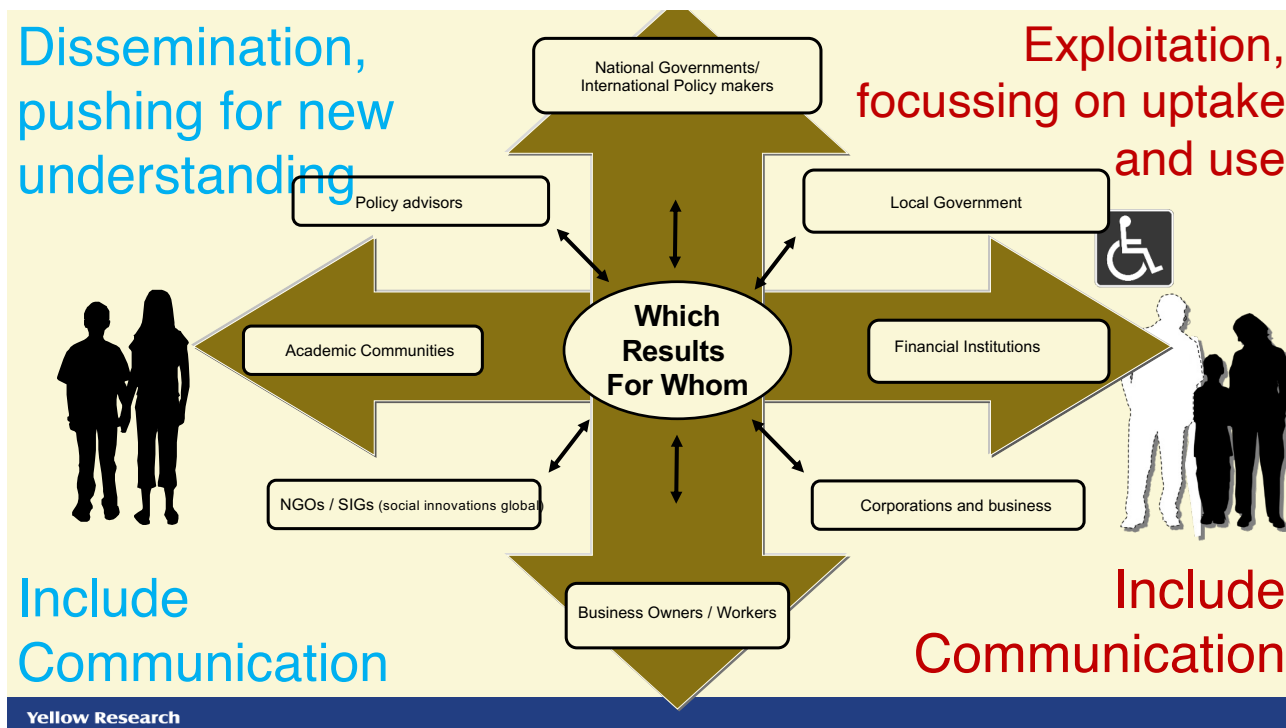 Dissemination,
pushing for new
understanding
Exploitation,
focussing on uptake
and use
National Governments/
International Policy makers
Policy advisors
Local Government
Which
Results
For Whom
Academic Communities
Financial Institutions
NGOs / SIGs (social innovations global)
Corporations and business
Business Owners / Workers
Include
Communication
Include
Communication
Yellow Research